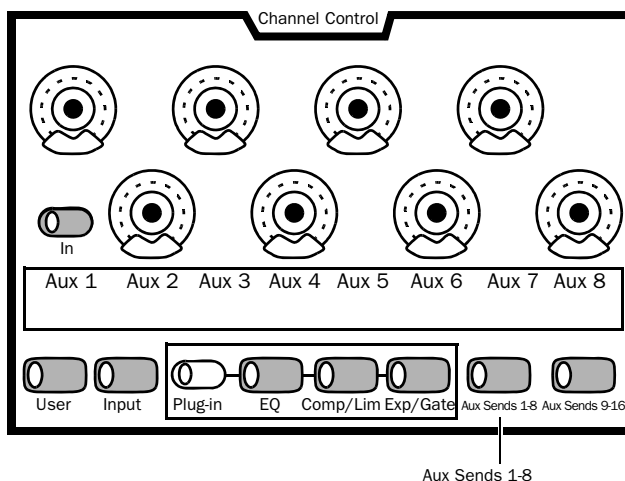 Channel Control
In
Aux 1 Aux 2 Aux 3 Aux 4 Aux 5 Aux 6 Aux 7 Aux 8
User Input Plug-in EQ Comp/Lim Exp/Gate Aux Sends 1-8 Aux Sends 9-16
Aux Sends 1-8